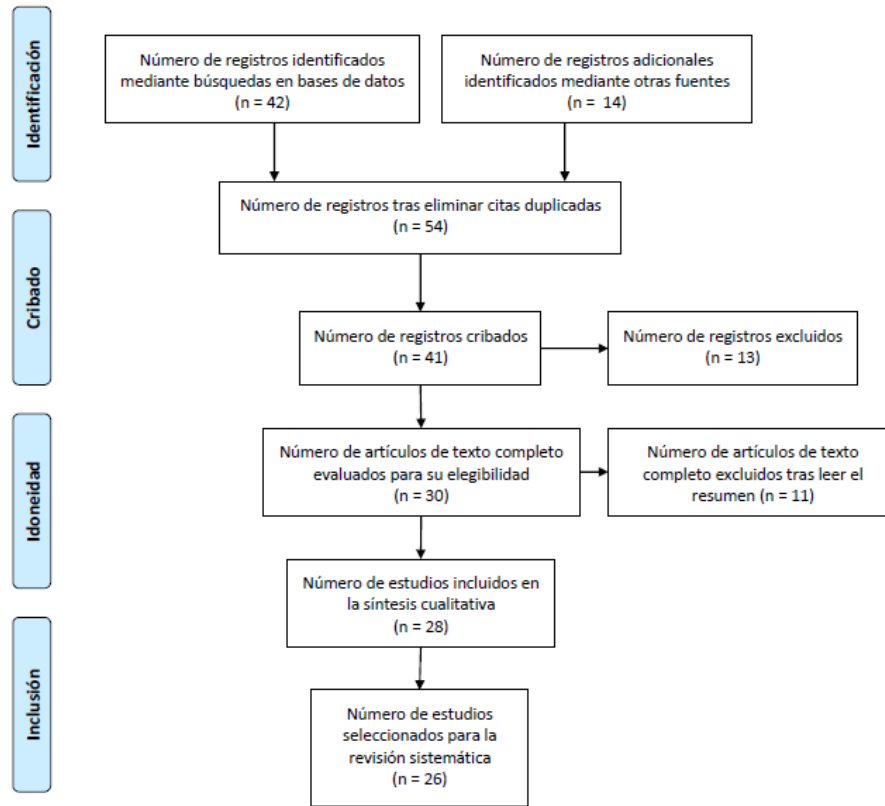 Identificación
Número de registros identificados
mediante búsquedas en bases de datos
(n = 42)
Número de registros adicionales
identificados mediante otras fuentes
(n = 14)
Número de registros tras eliminar citas duplicadas
(n = 54)
Cribado
Número de registros cribados
(n = 41)
Número de registros excluidos
(n = 13)
Idoneidad
Número de artículos de texto completo
evaluados para su elegibilidad
(n = 30)
Número de artículos de texto
completo excluidos tras leer el
resumen (n = 11)
Número de estudios incluidos en
la síntesis cualitativa
(n = 28)
Inclusión
Número de estudios
seleccionados para la
revisión sistemática
(n = 26)